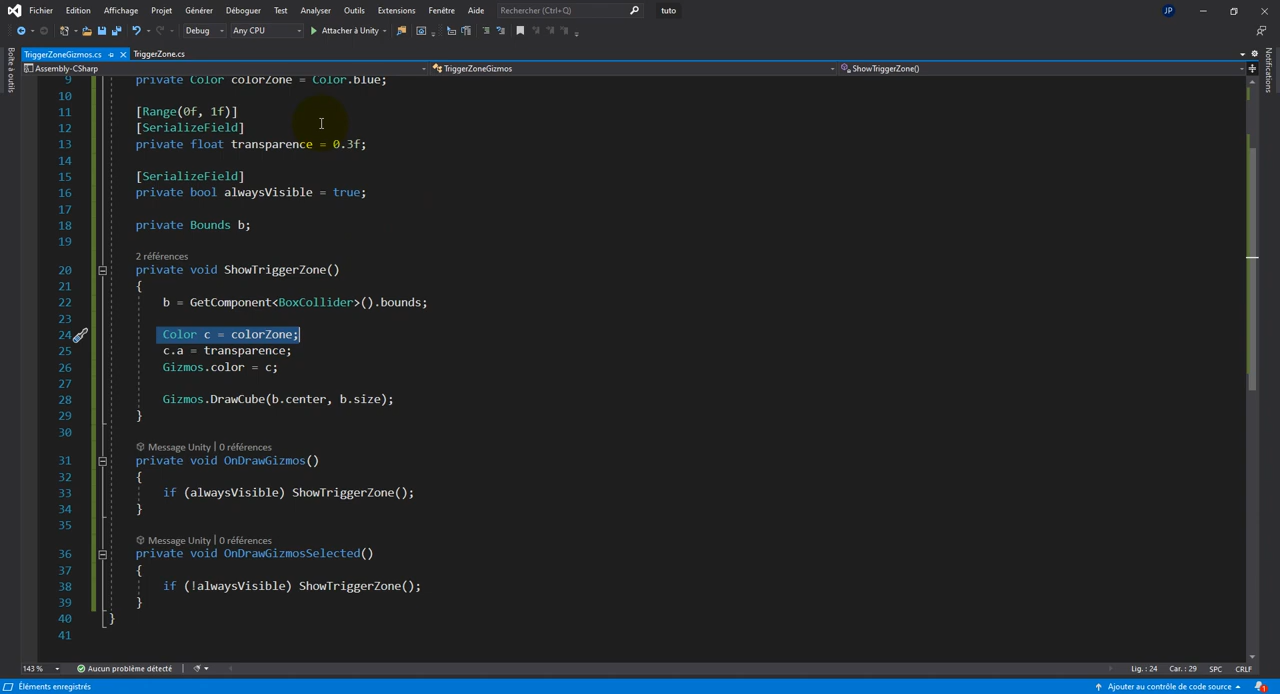 Fichier Edition Affichage Projet Générer Déboguer Test Analyser Outils Extensions Fenêtre Aide Rechercher (Ctrl+Q) tuto JP
Debug Any CPU Attacher à Unity
TriggerZoneGizmos.cs TriggerZone.cs
Assembly-CSharp TriggerZoneGizmos ShowTriggerZone()
Boîte à outils
Notifications
9 private Color colorZone = Color.blue;
10
11 [Range(0f, 1f)]
12 [SerializeField]
13 private float transparence = 0.3f;
14
15 [SerializeField]
16 private bool alwaysVisible = true;
17
18 private Bounds b;
19
2 références
20 private void ShowTriggerZone()
21 {
22 b = GetComponent<BoxCollider>().bounds;
23
24 Color c = colorZone;
25 c.a = transparence;
26 Gizmos.color = c;
27
28 Gizmos.DrawCube(b.center, b.size);
29 }
30
Message Unity | 0 références
31 private void OnDrawGizmos()
32 {
33 if (alwaysVisible) ShowTriggerZone();
34 }
35
Message Unity | 0 références
36 private void OnDrawGizmosSelected()
37 {
38 if (!alwaysVisible) ShowTriggerZone();
39 }
40 }
41
143 % Aucun problème détecté Lig. : 24 Car. : 29 SPC CRLF
Éléments enregistrés Ajouter au contrôle de code source 1